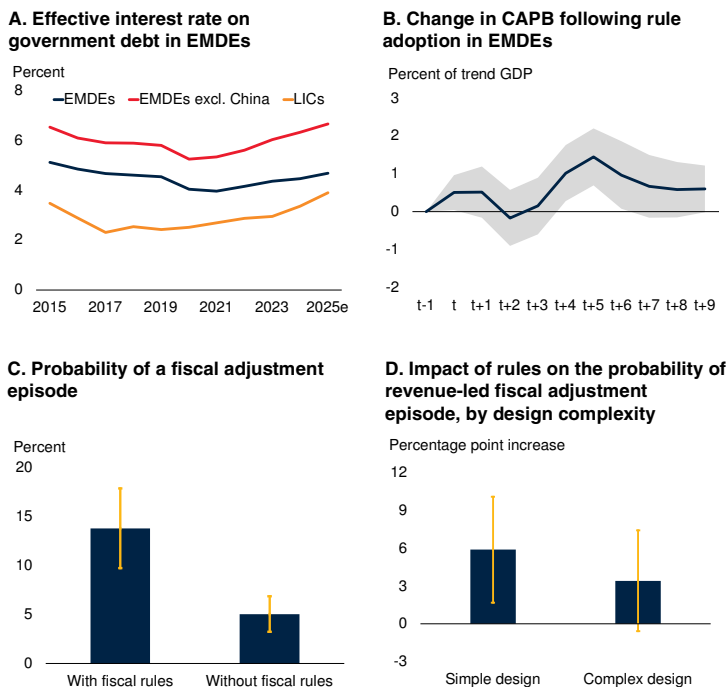 A. Effective interest rate on
government debt in EMDEs
Percent
8
EMDEs EMDEs excl. China LICs
6
4
2
0
2015 2017 2019 2021 2023 2025e
B. Change in CAPB following rule
adoption in EMDEs
Percent of trend GDP
3
2
1
0
-1
-2
t-1 t t+1 t+2 t+3 t+4 t+5 t+6 t+7 t+8 t+9
C. Probability of a fiscal adjustment
episode
Percent
20
15
10
5
0
With fiscal rules Without fiscal rules
D. Impact of rules on the probability of
revenue-led fiscal adjustment
episode, by design complexity
Percentage point increase
12
9
6
3
0
-3
Simple design Complex design